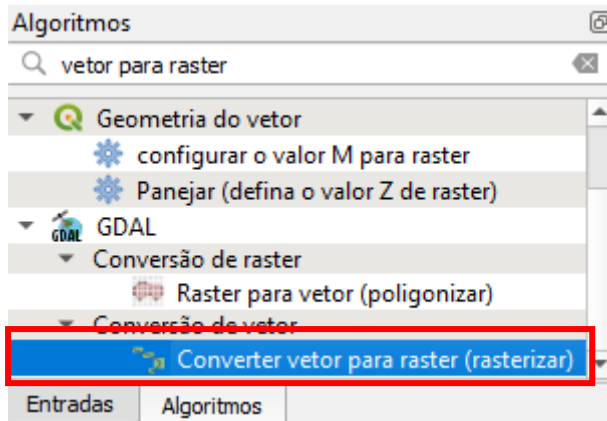 Algoritmos
vetor para raster
Geometria do vetor
configurar o valor M para raster
Panejar (defina o valor Z de raster)
GDAL GDAL
Conversão de raster
Raster para vetor (poligonizar)
Conversão de vetor
Converter vetor para raster (rasterizar)
Entradas Algoritmos